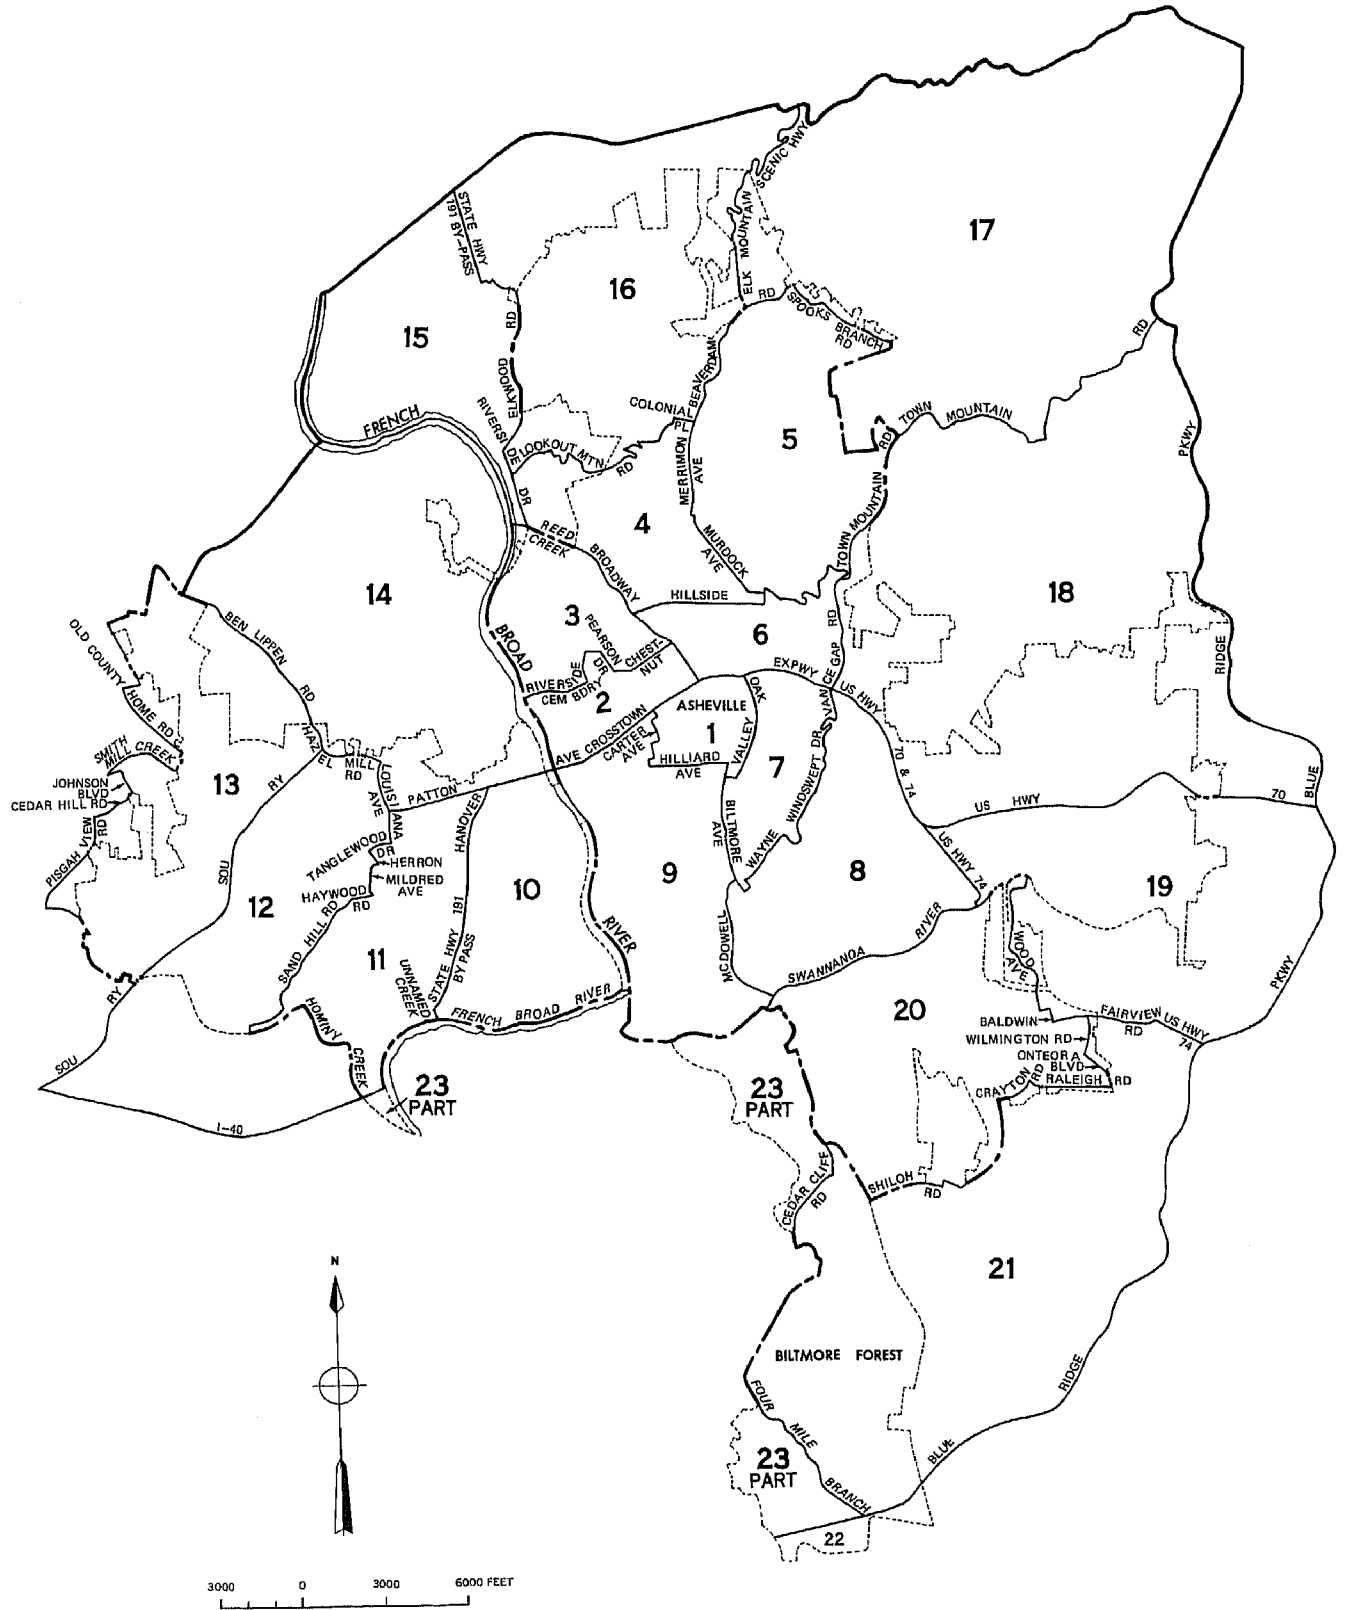 SCENIC HWY
ELK MOUNTAIN
STATE HWY
191 BY-PASS
17
16
RD
SPOOKS
BRANCH
RD
15
RD
ELKWOOD
RD
BEAVERDAM
COLONIAL
PL
FRENCH
RIVERSIDE
DR
LOOKOUT MTN
RD
MERRIMON
AVE
5
RD
TOWN
MOUNTAIN
PKWY
TOWN MOUNTAIN
4
REED
CREEK
BROADWAY
MURDOCK
AVE
HILLSIDE
14
18
3
PEARSON
DR
CHEST-
NUT
6
RD
BEN LIPPEN
RD
OLD
COUNTY
HOME RD
BROAD
RIVERSIDE
CEM BDRY
2
EXPWY
VANCE GAP
US HWY
70 & 74
RIDGE
OAK
VALLEY
ASHEVILLE
1
AVE CROSSTOWN
CARTER
AVE
HILLIARD
AVE
7
WINDSWEPT DR
HAZEL
MILL
RD
SMITH
MILL CREEK
JOHNSON
BLVD
CEDAR HILL RD
13
RY
LOUISIANA
AVE
PATTON
HANOVER
PISGAH VIEW
RD
TANGLEWOOD
DR
HERRON
MILDRED
AVE
HAYWOOD
RD
BILTMORE
AVE
WAYNE
US HWY
70
BLUE
US HWY 74
SOU
12
10
9
8
19
SAND HILL RD
STATE HWY 191
BY PASS
11
UNNAMED
CREEK
RIVER
MC DOWELL
SWANNANOA
RIVER
WOOD
AVE
PKWY
RY
HOMINY
CREEK
FRENCH BROAD RIVER
20
BALDWIN
FAIRVIEW
RD
US HWY
74
WILMINGTON RD
ONTEORA
BLVD
CRAYTON
RD
RALEIGH RD
SOU
23
PART
23
PART
I-40
CEDAR CLIFF
RD
SHILOH
RD
21
N
BILTMORE FOREST
RIDGE
FOUR
MILE
BRANCH
BLUE
23
PART
22
3000 0 3000 6000 FEET